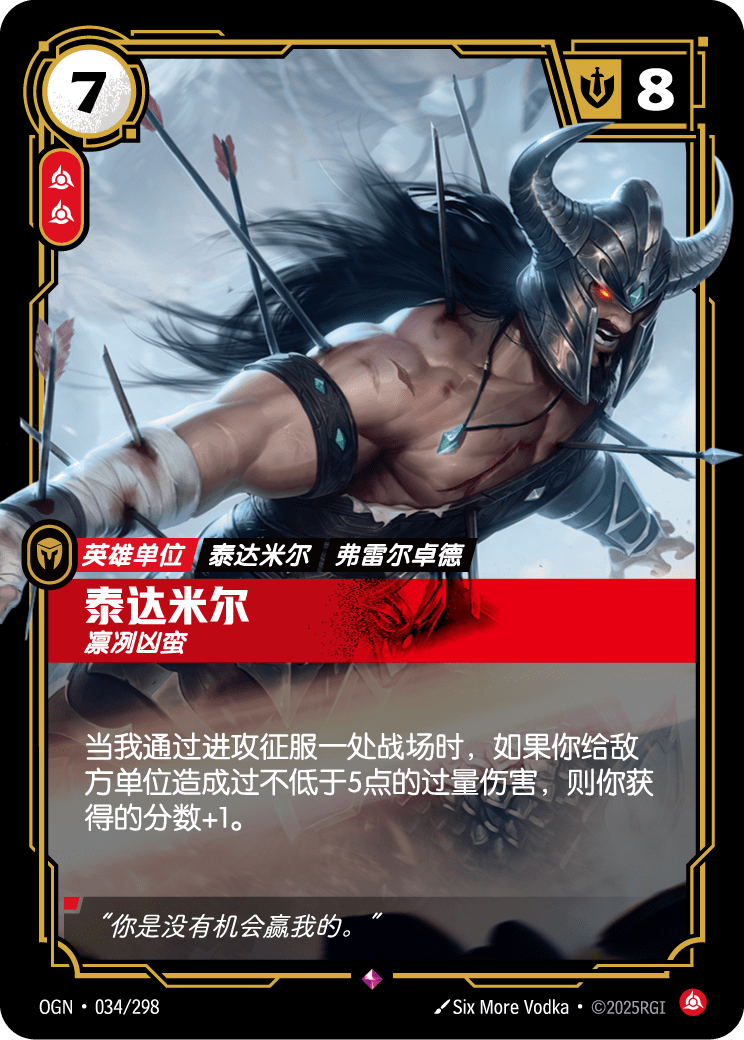 7
8
英雄单位 泰达米尔 弗雷尔卓德
泰达米尔
凛冽凶蛮
当我通过进攻征服一处战场时，如果你给敌
方单位造成过不低于5点的过量伤害，则你获
得的分数+1。
“你是没有机会赢我的。”
OGN • 034/298 Six More Vodka • ©2025RGI